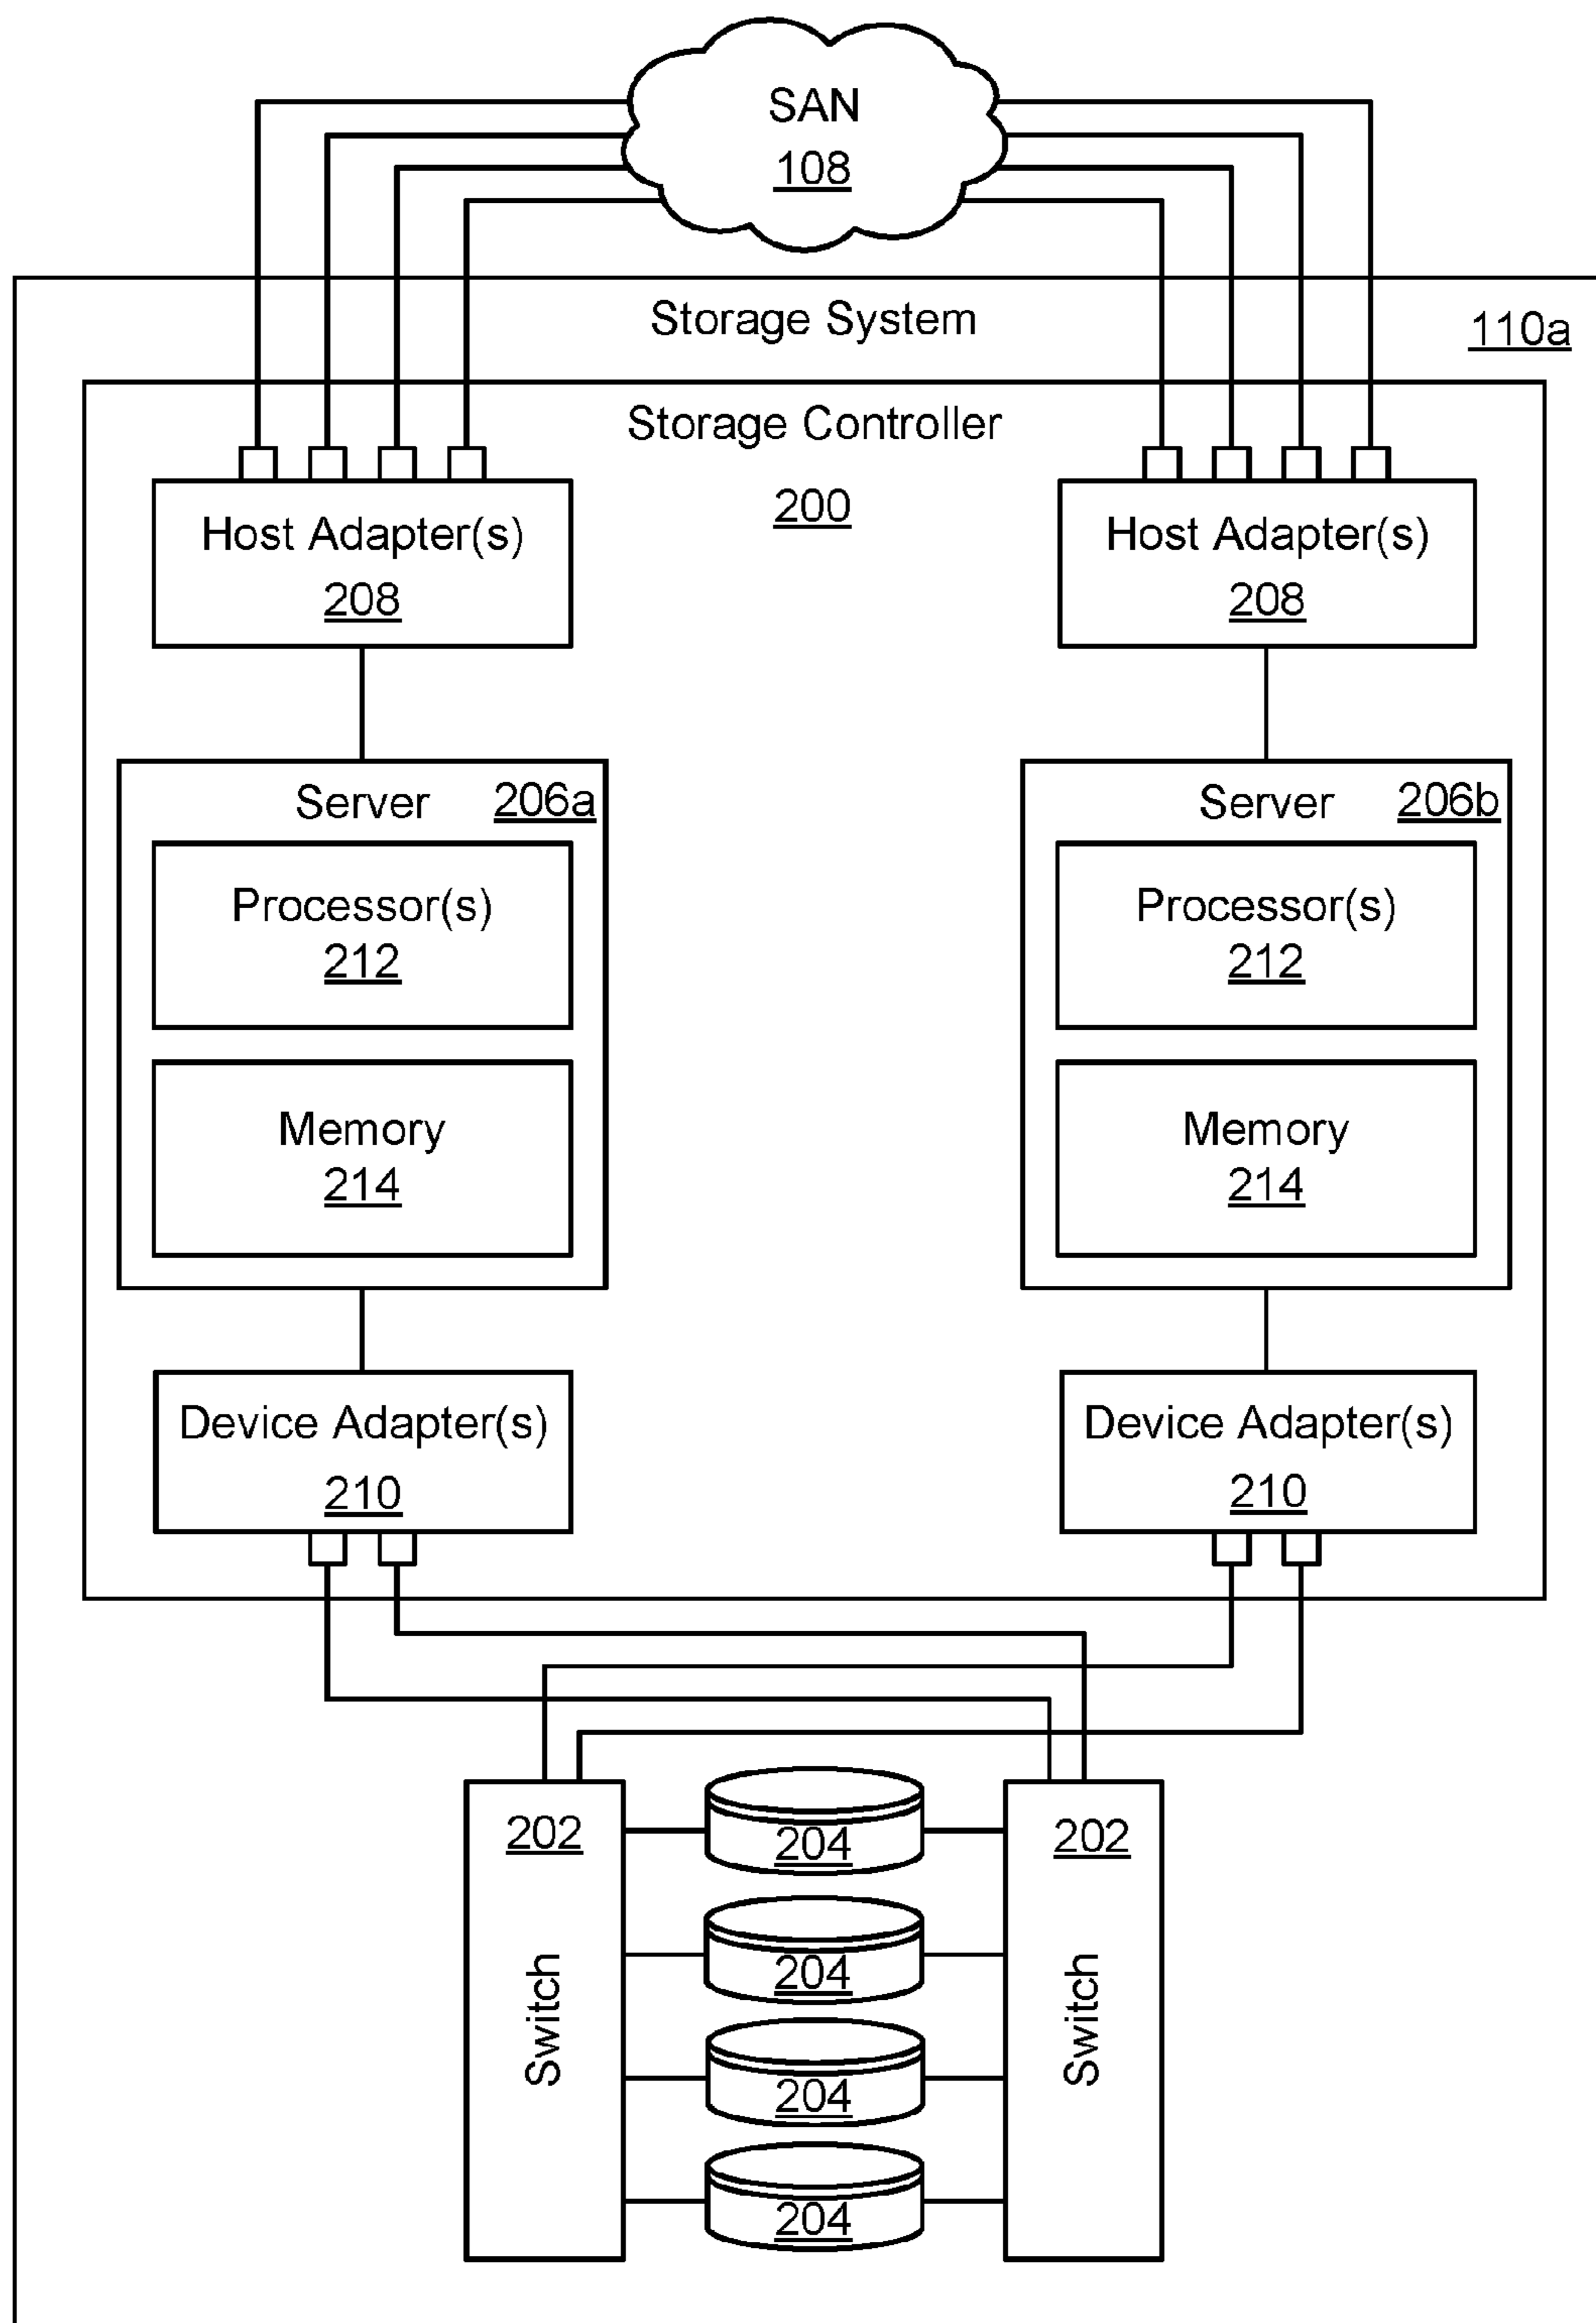 SAN
108
Storage System
110a
Storage Controller
200
Host Adapter(s)
208
Host Adapter(s)
208
Server 206a
Processor(s)
212
Memory
214
Server 206b
Processor(s)
212
Memory
214
Device Adapter(s)
210
Device Adapter(s)
210
202
Switch
204
204
204
204
202
Switch